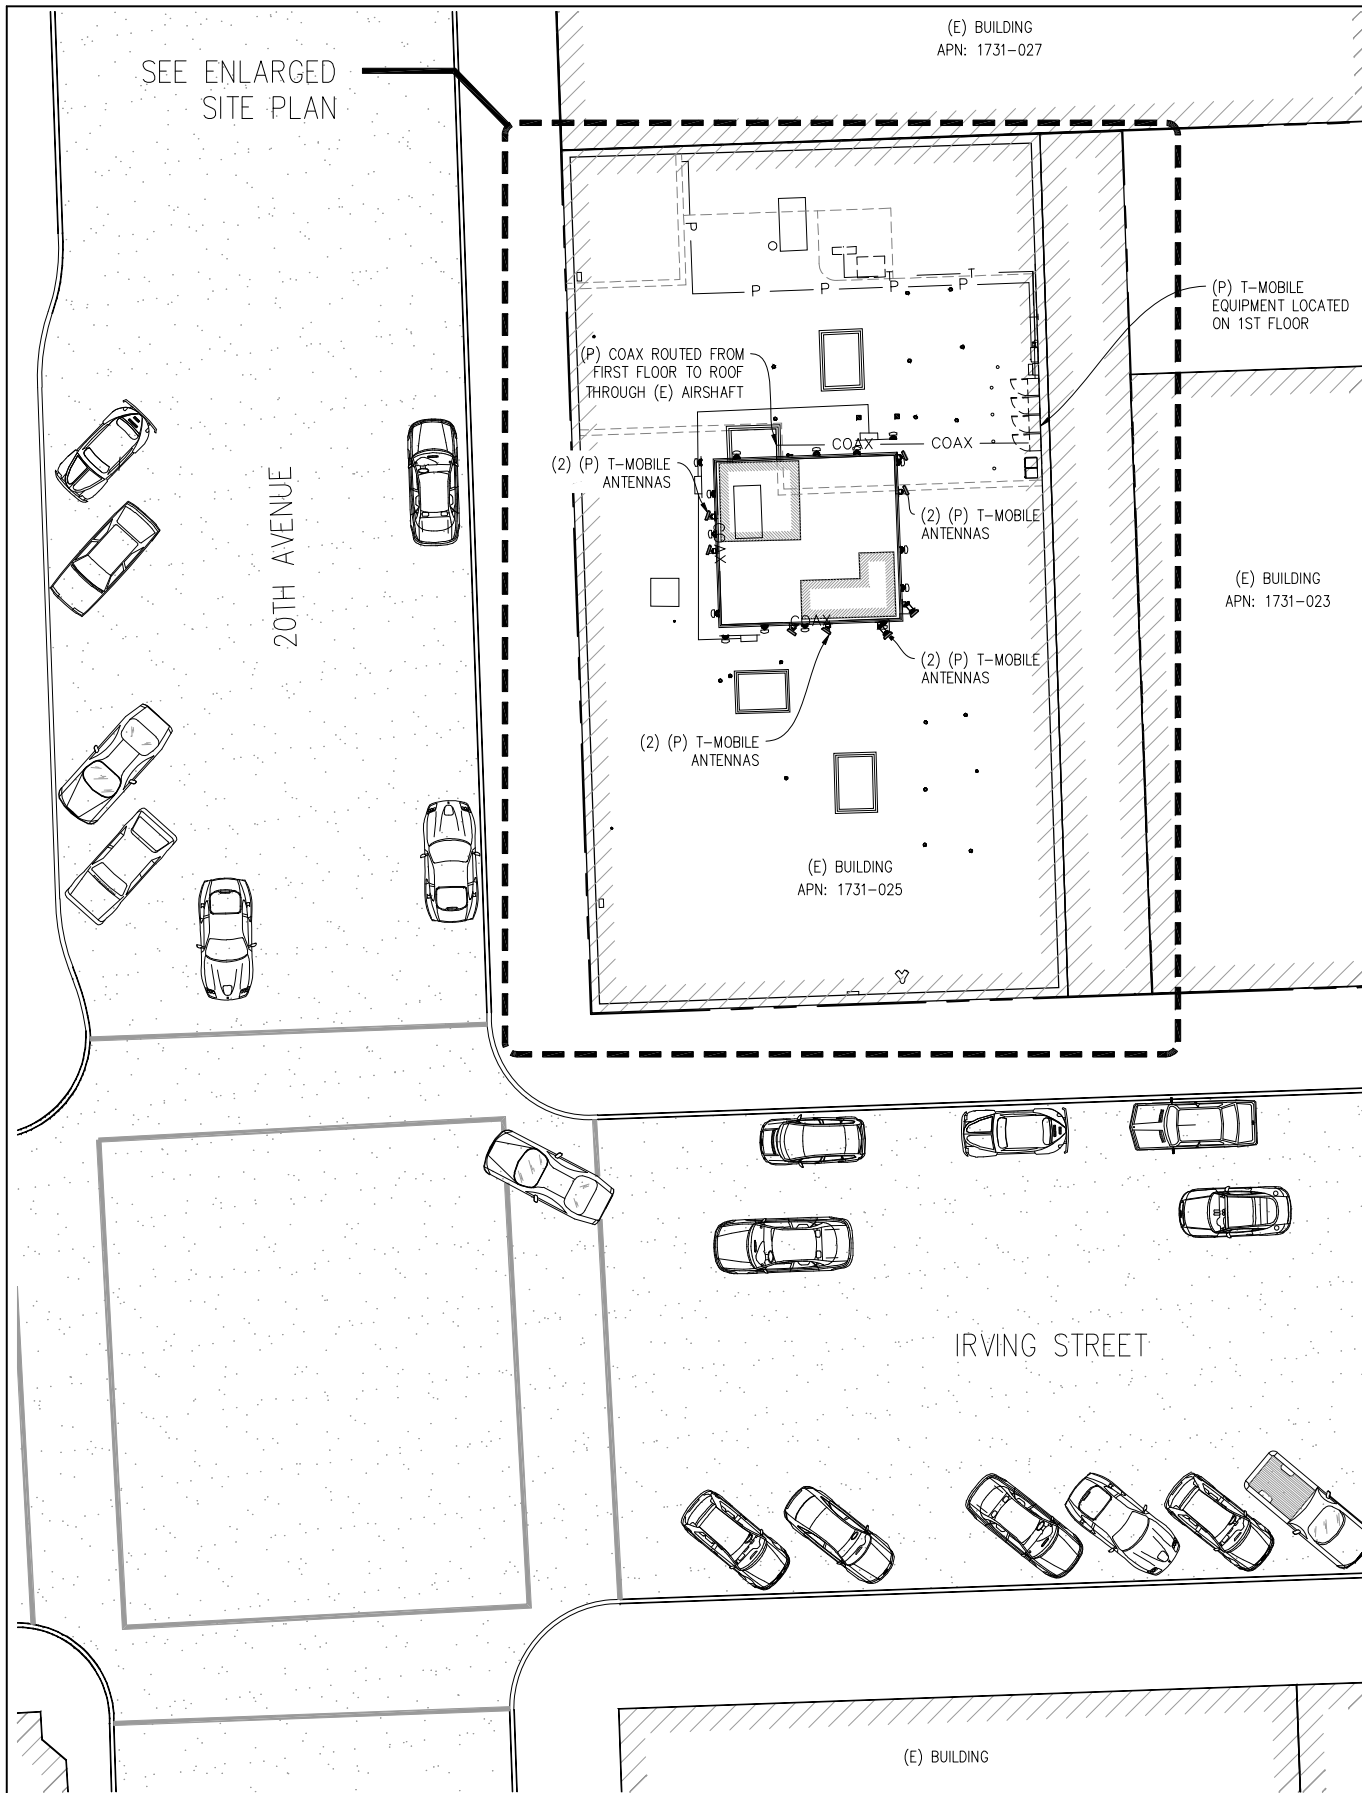 (E) BUILDING
APN: 1731-027
SEE ENLARGED
SITE PLAN
P
T
P
P
P
P
(P) T-MOBILE
EQUIPMENT LOCATED
ON 1ST FLOOR
(P) COAX ROUTED FROM
FIRST FLOOR TO ROOF
THROUGH (E) AIRSHAFT
COAX
COAX
(2) (P) T-MOBILE
ANTENNAS
20TH AVENUE
COAX
(2) (P) T-MOBILE
ANTENNAS
(E) BUILDING
APN: 1731-023
COAX
(2) (P) T-MOBILE
ANTENNAS
(2) (P) T-MOBILE
ANTENNAS
(E) BUILDING
APN: 1731-025
IRVING STREET
(E) BUILDING